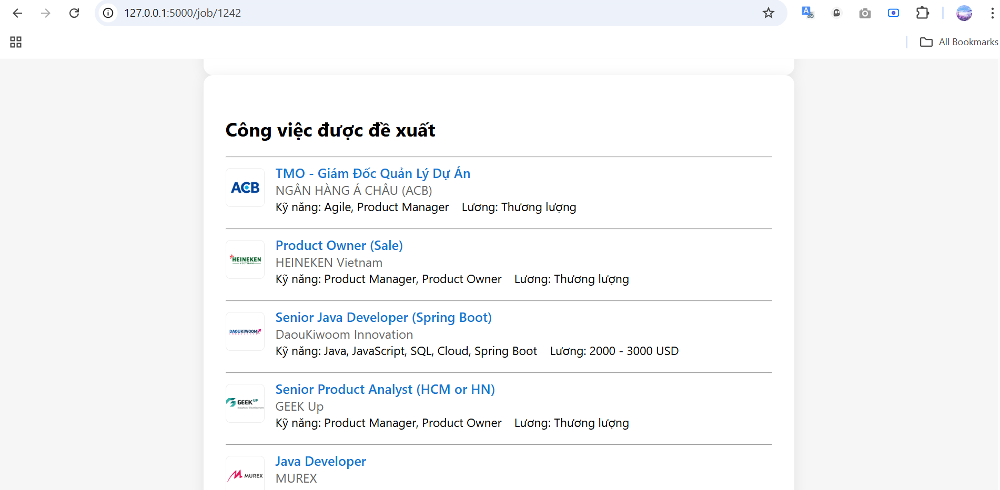 127.0.0.1:5000/job/1242
All Bookmarks
Công việc được đề xuất
ACB
TMO - Giám Đốc Quản Lý Dự Án
NGÂN HÀNG Á CHÂU (ACB)
Kỹ năng: Agile, Product Manager Lương: Thương lượng
HEINEKEN
VIETNAM
Product Owner (Sale)
HEINEKEN Vietnam
Kỹ năng: Product Manager, Product Owner Lương: Thương lượng
DAOUKIWOOM
INNOVATION
Senior Java Developer (Spring Boot)
DaouKiwoom Innovation
Kỹ năng: Java, JavaScript, SQL, Cloud, Spring Boot Lương: 2000 - 3000 USD
GEEK UP
Insightful Development
Senior Product Analyst (HCM or HN)
GEEK Up
Kỹ năng: Product Manager, Product Owner Lương: Thương lượng
MUREX
Java Developer
MUREX